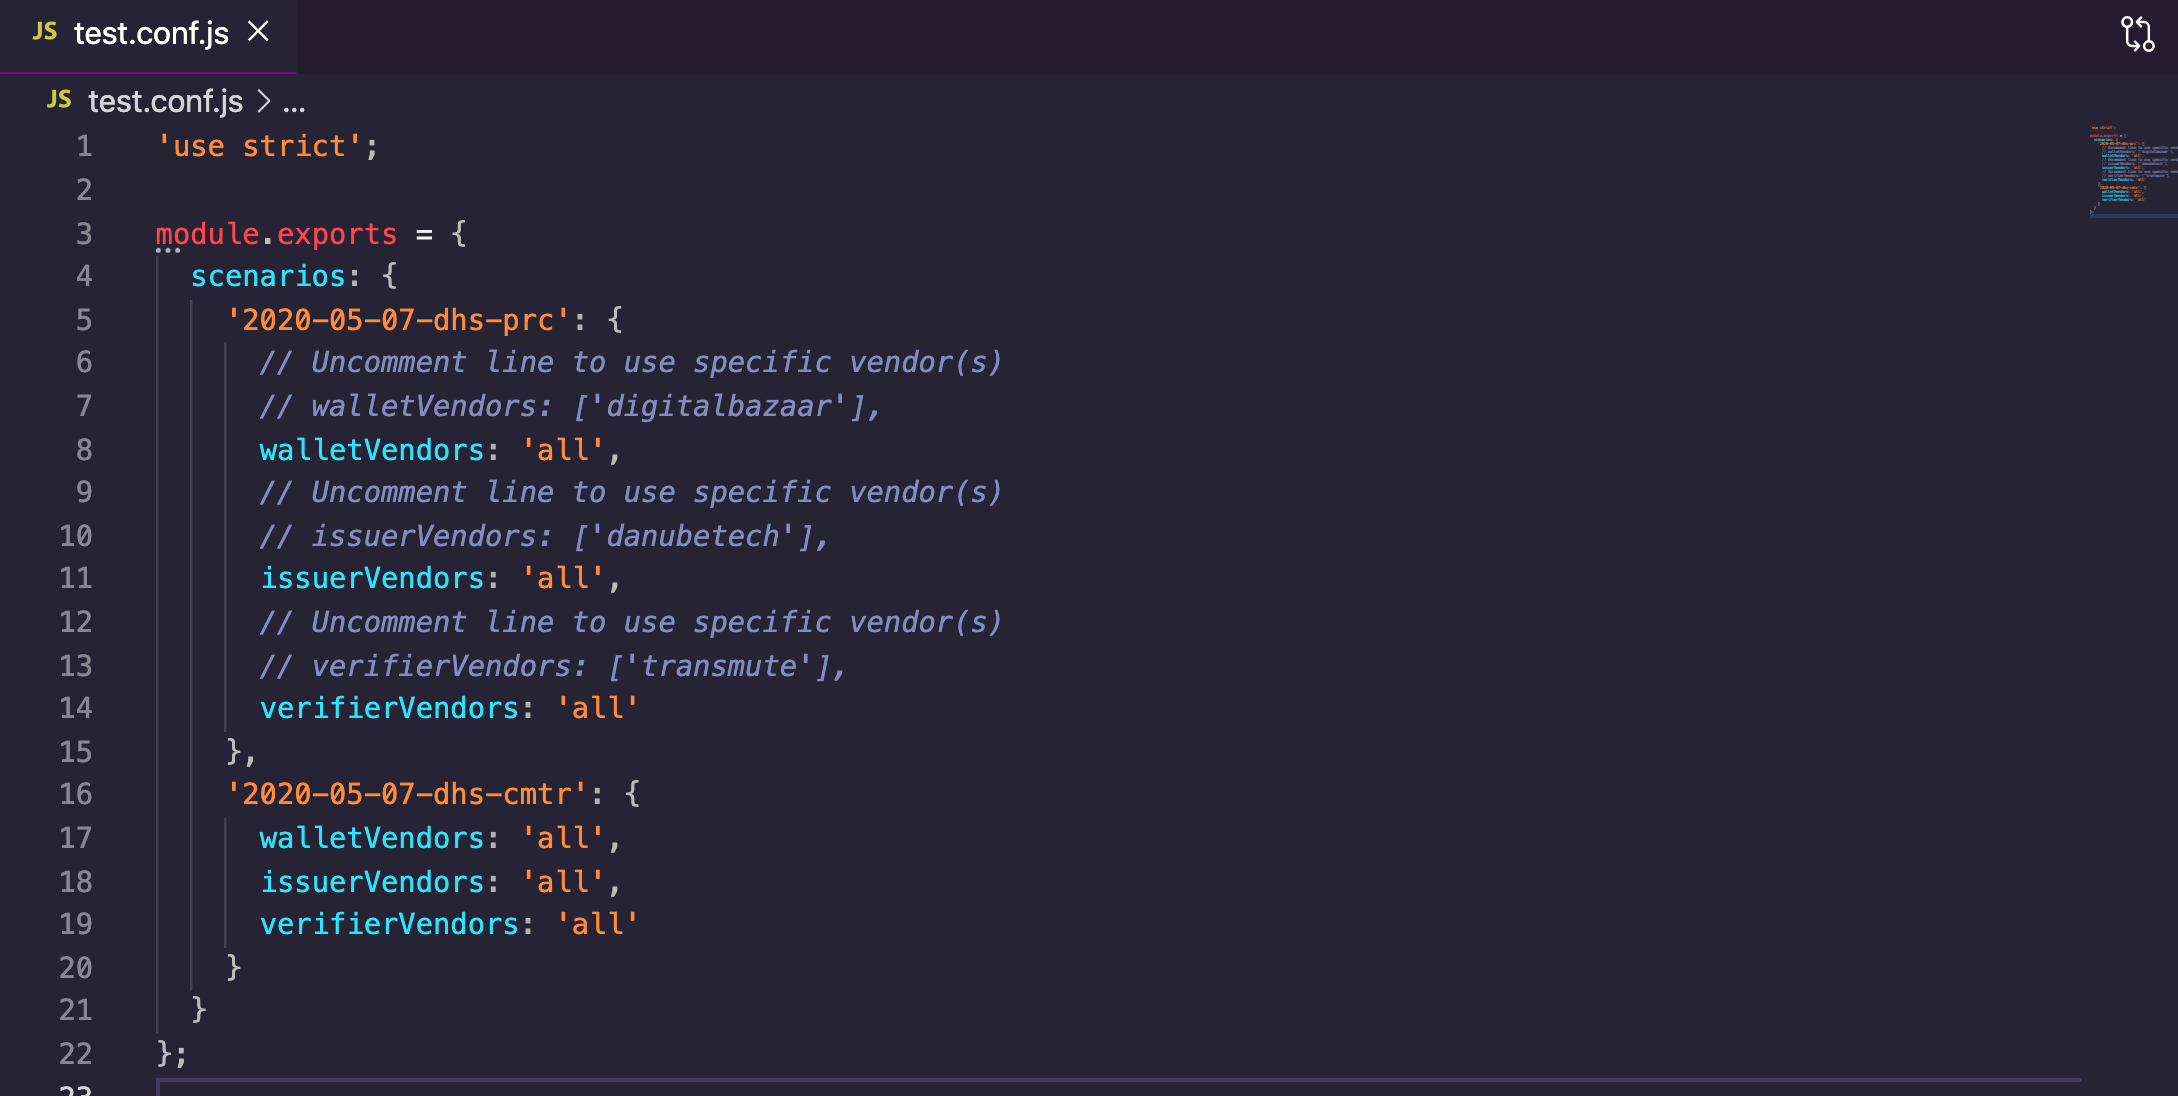 JS test.conf.js
JS test.conf.js > ...
1 'use strict';
2
3 module.exports = {
4 scenarios: {
5 '2020-05-07-dhs-prc': {
6 // Uncomment line to use specific vendor(s)
7 // walletVendors: ['digitalbazaar'],
8 walletVendors: 'all',
9 // Uncomment line to use specific vendor(s)
10 // issuerVendors: ['danubetech'],
11 issuerVendors: 'all',
12 // Uncomment line to use specific vendor(s)
13 // verifierVendors: ['transmute'],
14 verifierVendors: 'all'
15 },
16 '2020-05-07-dhs-cmtr': {
17 walletVendors: 'all',
18 issuerVendors: 'all',
19 verifierVendors: 'all'
20 }
21 }
22 };
23